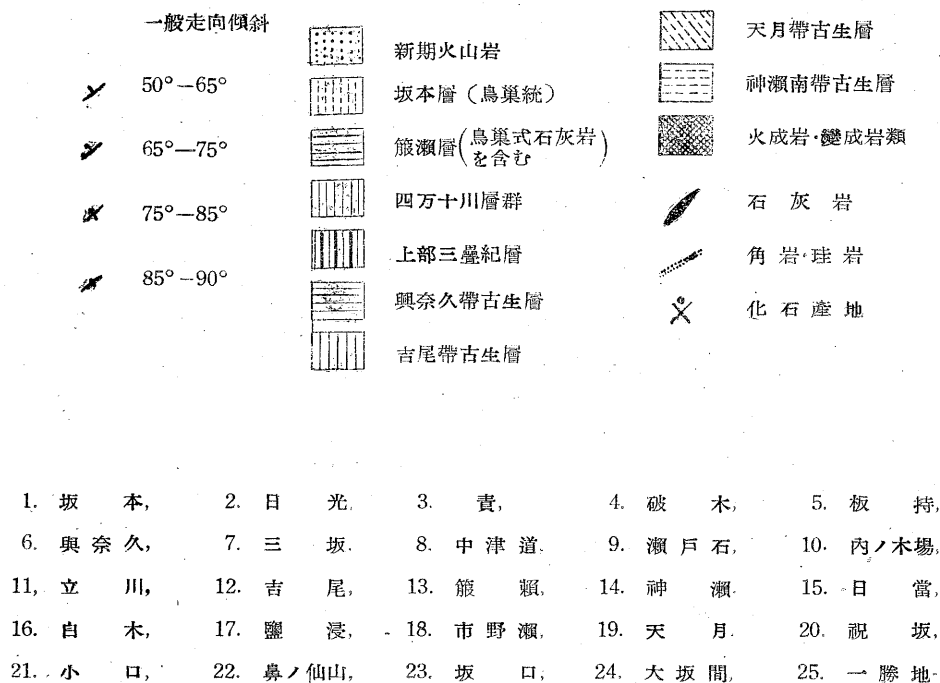 一般走向傾斜
50°—65°
65°—75°
75°—85°
85°—90°
新期火山岩
坂本層（鳥巢統）
箙瀬層（鳥巢式石灰岩を含む）
四万十川層群
上部三疊紀層
興奈久帶古生層
吉尾帶古生層
天月帶古生層
神瀬南帶古生層
火成岩·變成岩類
石灰岩
角岩·珪岩
化石產地
1. 坂本, 2. 日光, 3. 責, 4. 破木, 5. 板持,
6. 興奈久, 7. 三坂, 8. 中津道, 9. 瀬戸石, 10. 內ノ木場,
11, 立川, 12. 吉尾, 13. 箙瀬, 14. 神瀬, 15. 日當,
16. 白木, 17. 鹽浸, 18. 市野瀬, 19. 天月. 20. 祝坂,
21. 小口, 22. 鼻ノ仙山, 23. 坂口, 24. 大坂間, 25. 一勝地